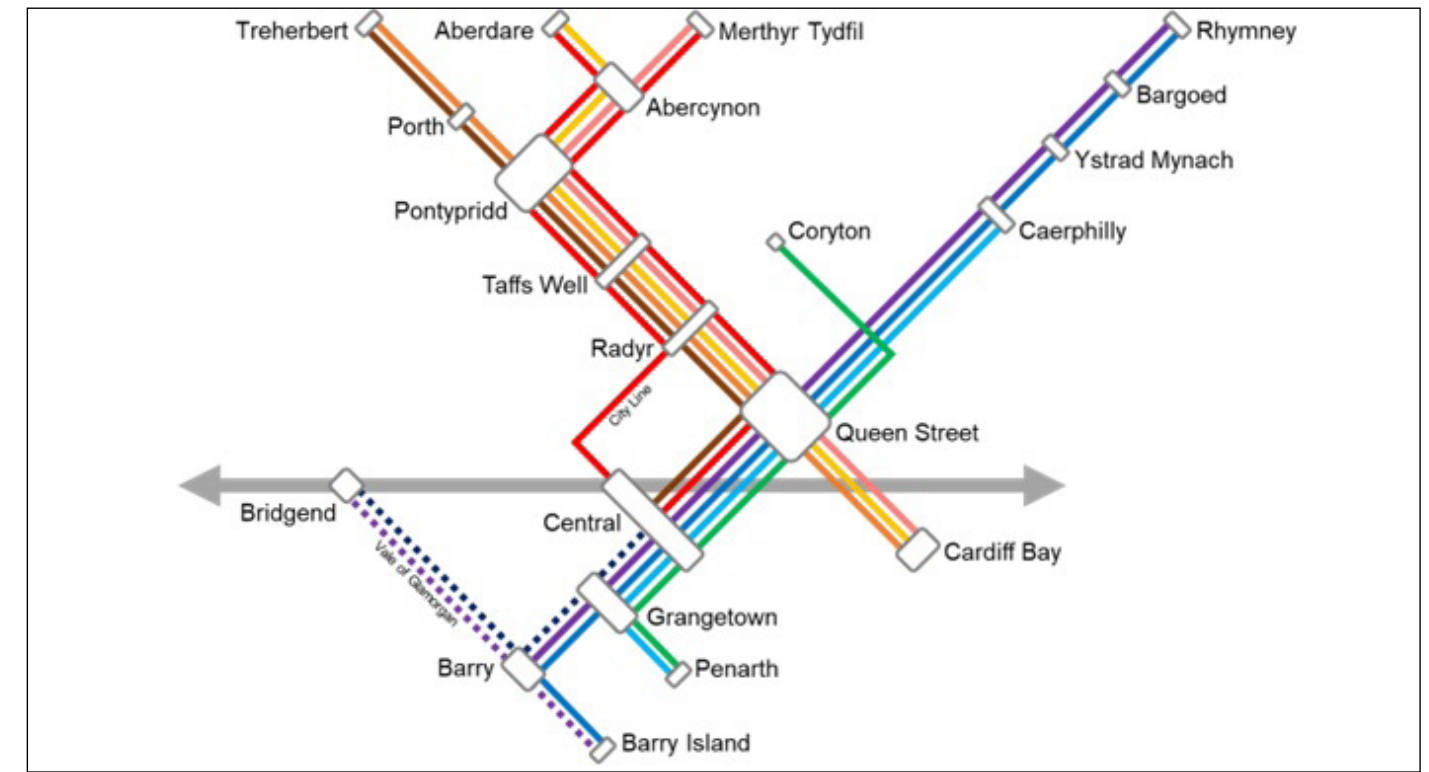 Treherbert
Aberdare
Merthyr Tydfil
Rhymney
Bargoed
Abercynon
Porth
Ystrad Mynach
Pontypridd
Coryton
Caerphilly
Taffs Well
Radyr
City Line
Queen Street
Bridgend
Central
Cardiff Bay
Vale of Glamorgan
Grangetown
Barry
Penarth
Barry Island